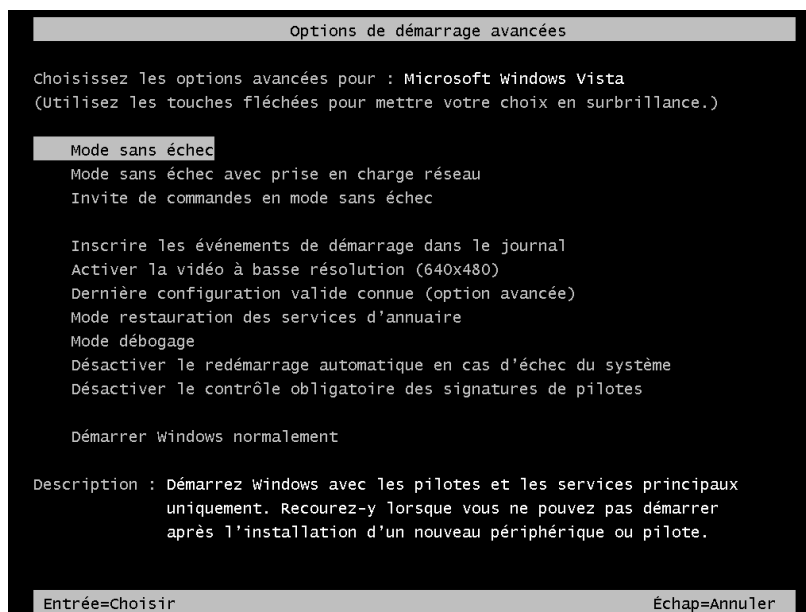 Options de démarrage avancées
Choisissez les options avancées pour : Microsoft Windows Vista
(Utilisez les touches fléchées pour mettre votre choix en surbrillance.)
Mode sans échec
Mode sans échec avec prise en charge réseau
Invite de commandes en mode sans échec
Inscrire les événements de démarrage dans le journal
Activer la vidéo à basse résolution (640x480)
Dernière configuration valide connue (option avancée)
Mode restauration des services d'annuaire
Mode débogage
Désactiver le redémarrage automatique en cas d'échec du système
Désactiver le contrôle obligatoire des signatures de pilotes
Démarrer Windows normalement
Description : Démarrez Windows avec les pilotes et les services principaux
uniquement. Recourez-y lorsque vous ne pouvez pas démarrer
après l'installation d'un nouveau périphérique ou pilote.
Entrée=Choisir Échap=Annuler